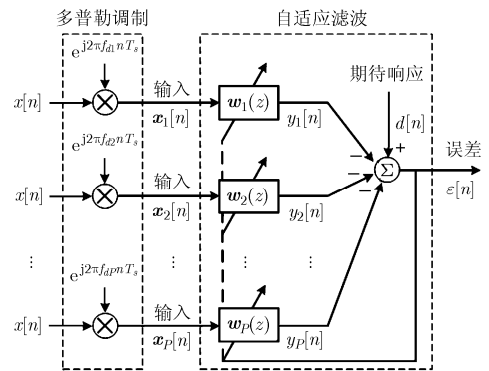 多普勒调制
自适应滤波
e^{j2πf_{d1}nT_s}
x[n]
输入
x_1[n]
w_1(z)
y_1[n]
期待响应
d[n]
+
e^{j2πf_{d2}nT_s}
x[n]
输入
x_2[n]
w_2(z)
y_2[n]
−
−
−
Σ
误差
ε[n]
⋮ ⋮ ⋮ ⋮
e^{j2πf_{dP}nT_s}
x[n]
输入
x_P[n]
w_P(z)
y_P[n]